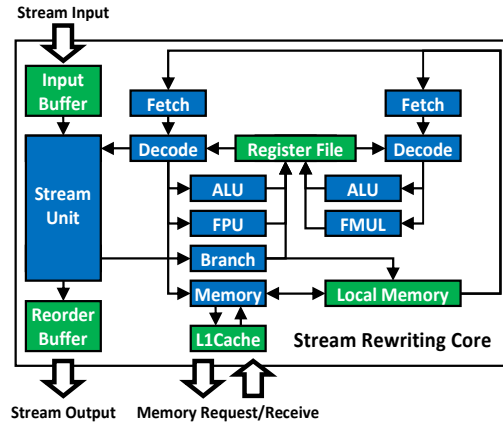 Stream Input
Input
Buffer
Fetch
Fetch
Decode
Register File
Decode
Stream
Unit
ALU
ALU
FPU
FMUL
Branch
Memory
Local Memory
Reorder
Buffer
L1Cache
Stream Rewriting Core
Stream Output
Memory Request/Receive